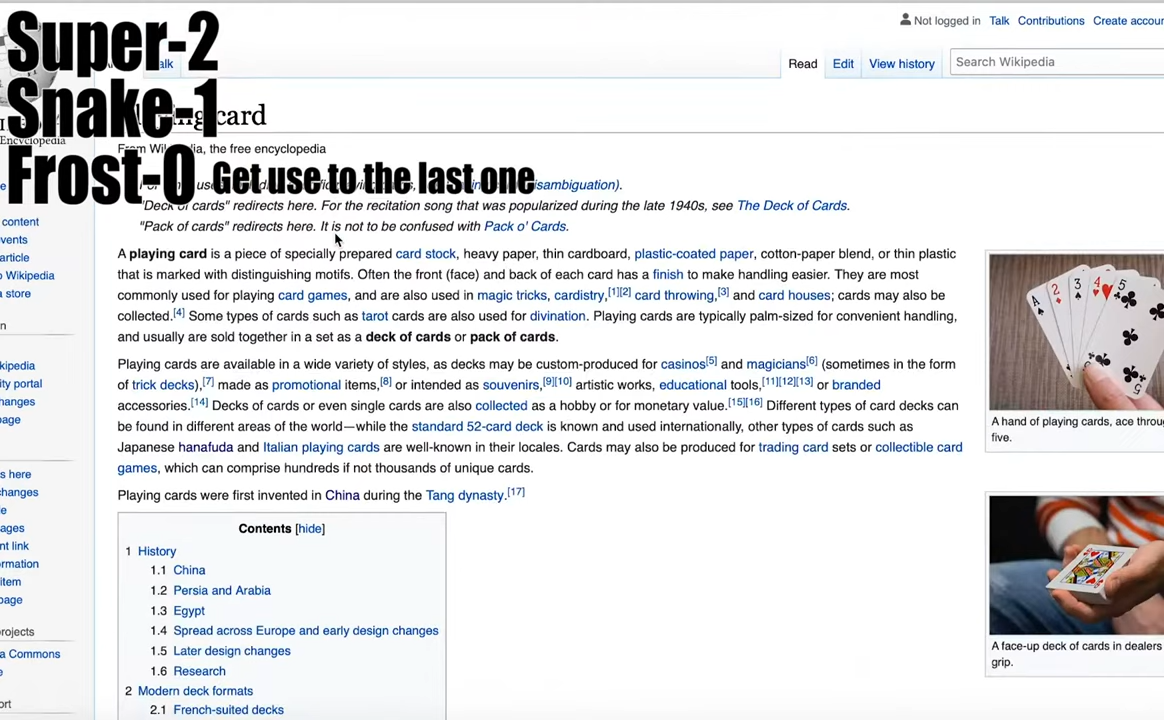 Super-2
Snake-1
Frost-0 Get use to the last one
Not logged in Talk Contributions Create accour
alk
Read Edit View history Search Wikipedia
card
Encyclopedia
From Wi , the free encyclopedia
isambiguation).
"Deck of cards" redirects here. For the recitation song that was popularized during the late 1940s, see The Deck of Cards.
"Pack of cards" redirects here. It is not to be confused with Pack o' Cards.
A playing card is a piece of specially prepared card stock, heavy paper, thin cardboard, plastic-coated paper, cotton-paper blend, or thin plastic
that is marked with distinguishing motifs. Often the front (face) and back of each card has a finish to make handling easier. They are most
commonly used for playing card games, and are also used in magic tricks, cardistry,[1][2] card throwing,[3] and card houses; cards may also be
collected.[4] Some types of cards such as tarot cards are also used for divination. Playing cards are typically palm-sized for convenient handling,
and usually are sold together in a set as a deck of cards or pack of cards.
Playing cards are available in a wide variety of styles, as decks may be custom-produced for casinos[5] and magicians[6] (sometimes in the form
of trick decks),[7] made as promotional items,[8] or intended as souvenirs,[9][10] artistic works, educational tools,[11][12][13] or branded
accessories.[14] Decks of cards or even single cards are also collected as a hobby or for monetary value.[15][16] Different types of card decks can
be found in different areas of the world—while the standard 52-card deck is known and used internationally, other types of cards such as
Japanese hanafuda and Italian playing cards are well-known in their locales. Cards may also be produced for trading card sets or collectible card
games, which can comprise hundreds if not thousands of unique cards.
Playing cards were first invented in China during the Tang dynasty.[17]
Contents [hide]
1 History
1.1 China
1.2 Persia and Arabia
1.3 Egypt
1.4 Spread across Europe and early design changes
1.5 Later design changes
1.6 Research
2 Modern deck formats
2.1 French-suited decks
A hand of playing cards, ace throug
five.
A face-up deck of cards in dealers
grip.
e
content
vents
article
o Wikipedia
a store
n
kipedia
ity portal
hanges
page
s here
changes
le
ages
nt link
ormation
item
page
rojects
a Commons
e
ort